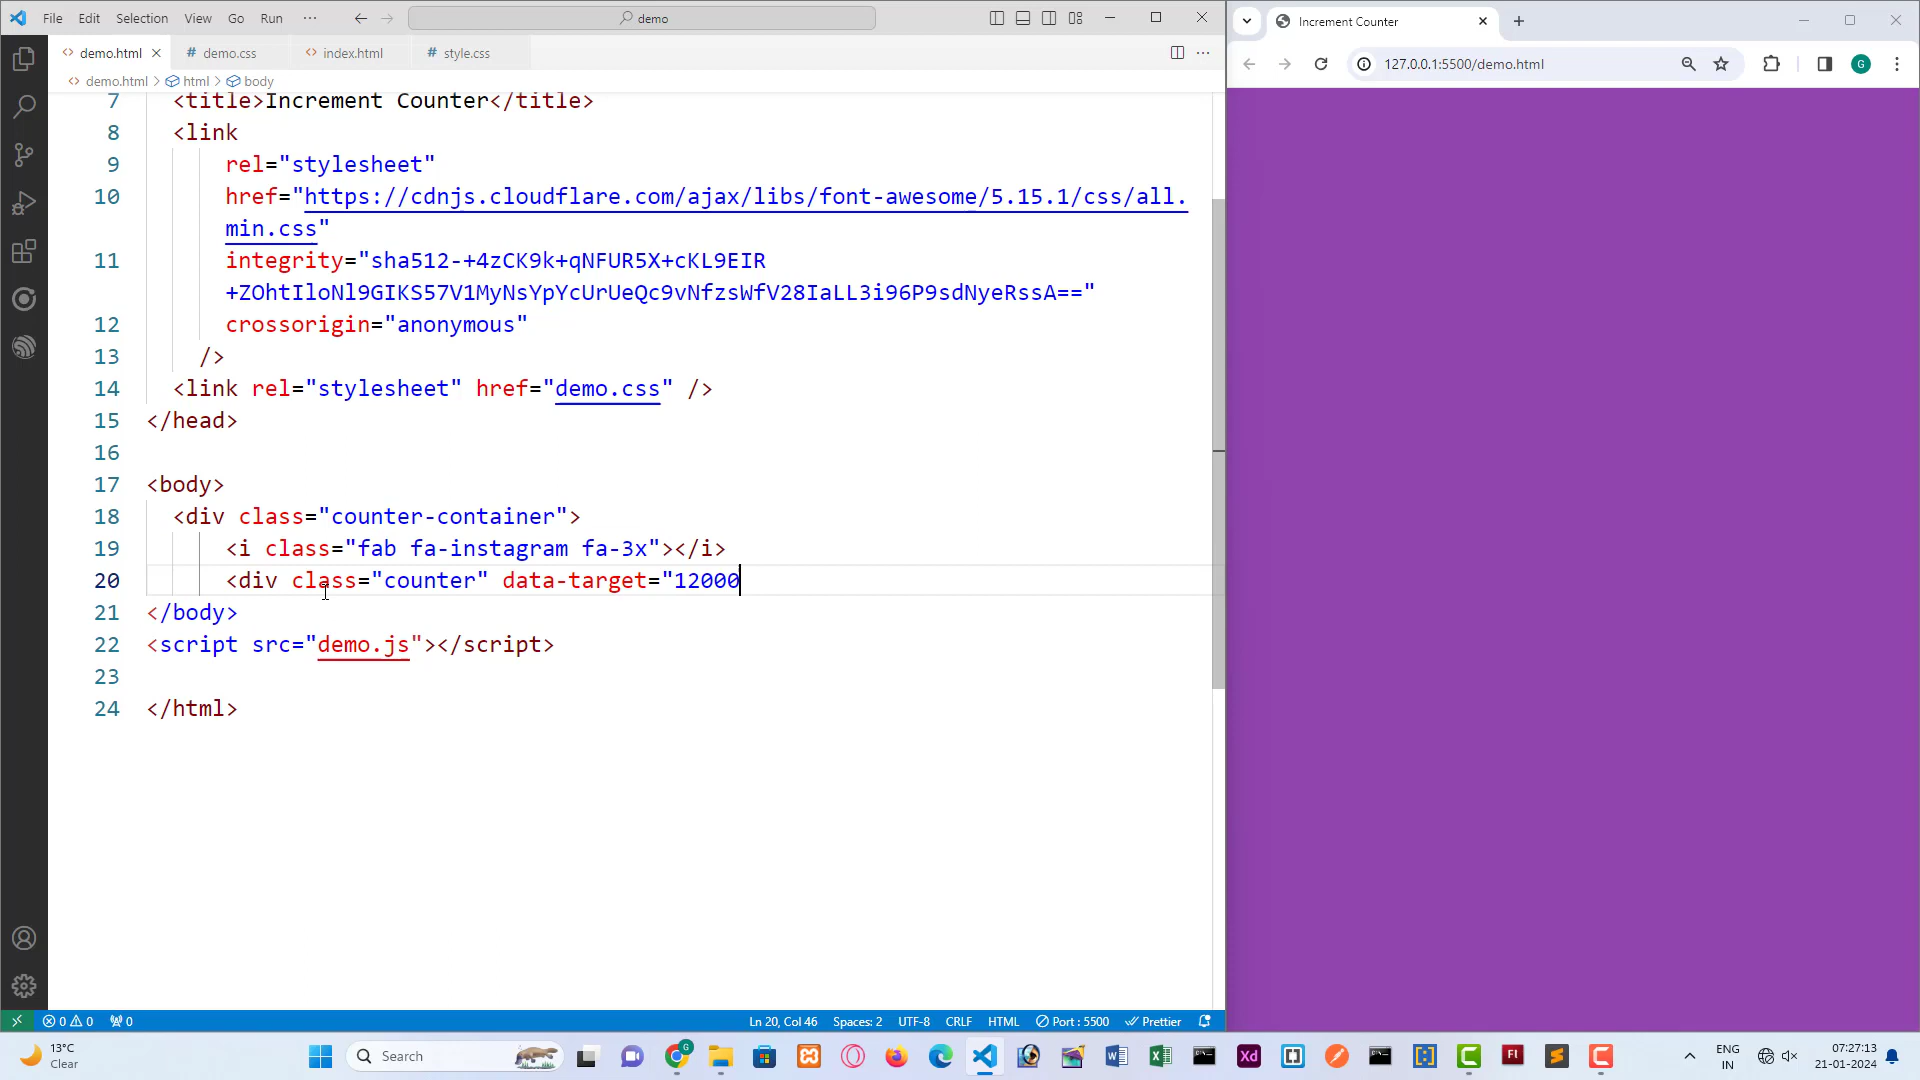 File Edit Selection View Go Run ··· demo
Increment Counter
demo.html demo.css index.html style.css
demo.html > html > body
127.0.0.1:5500/demo.html
G
7 <title>Increment Counter</title>
8 <link
9 rel="stylesheet"
10 href="https://cdnjs.cloudflare.com/ajax/libs/font-awesome/5.15.1/css/all.
min.css"
11 integrity="sha512-+4zCK9k+qNFUR5X+cKL9EIR
+ZOhtIloNl9GIKS57V1MyNsYpYcUrUeQc9vNfzsWfV28IaLL3i96P9sdNyeRssA=="
12 crossorigin="anonymous"
13 />
14 <link rel="stylesheet" href="demo.css" />
15 </head>
16
17 <body>
18 <div class="counter-container">
19 <i class="fab fa-instagram fa-3x"></i>
20 <div class="counter" data-target="12000
21 </body>
22 <script src="demo.js"></script>
23
24 </html>
0 0 0 Ln 20, Col 46 Spaces: 2 UTF-8 CRLF HTML Port : 5500 Prettier
13°C
Clear
Search
G
Xd
Fl
ENG
IN
07:27:13
21-01-2024